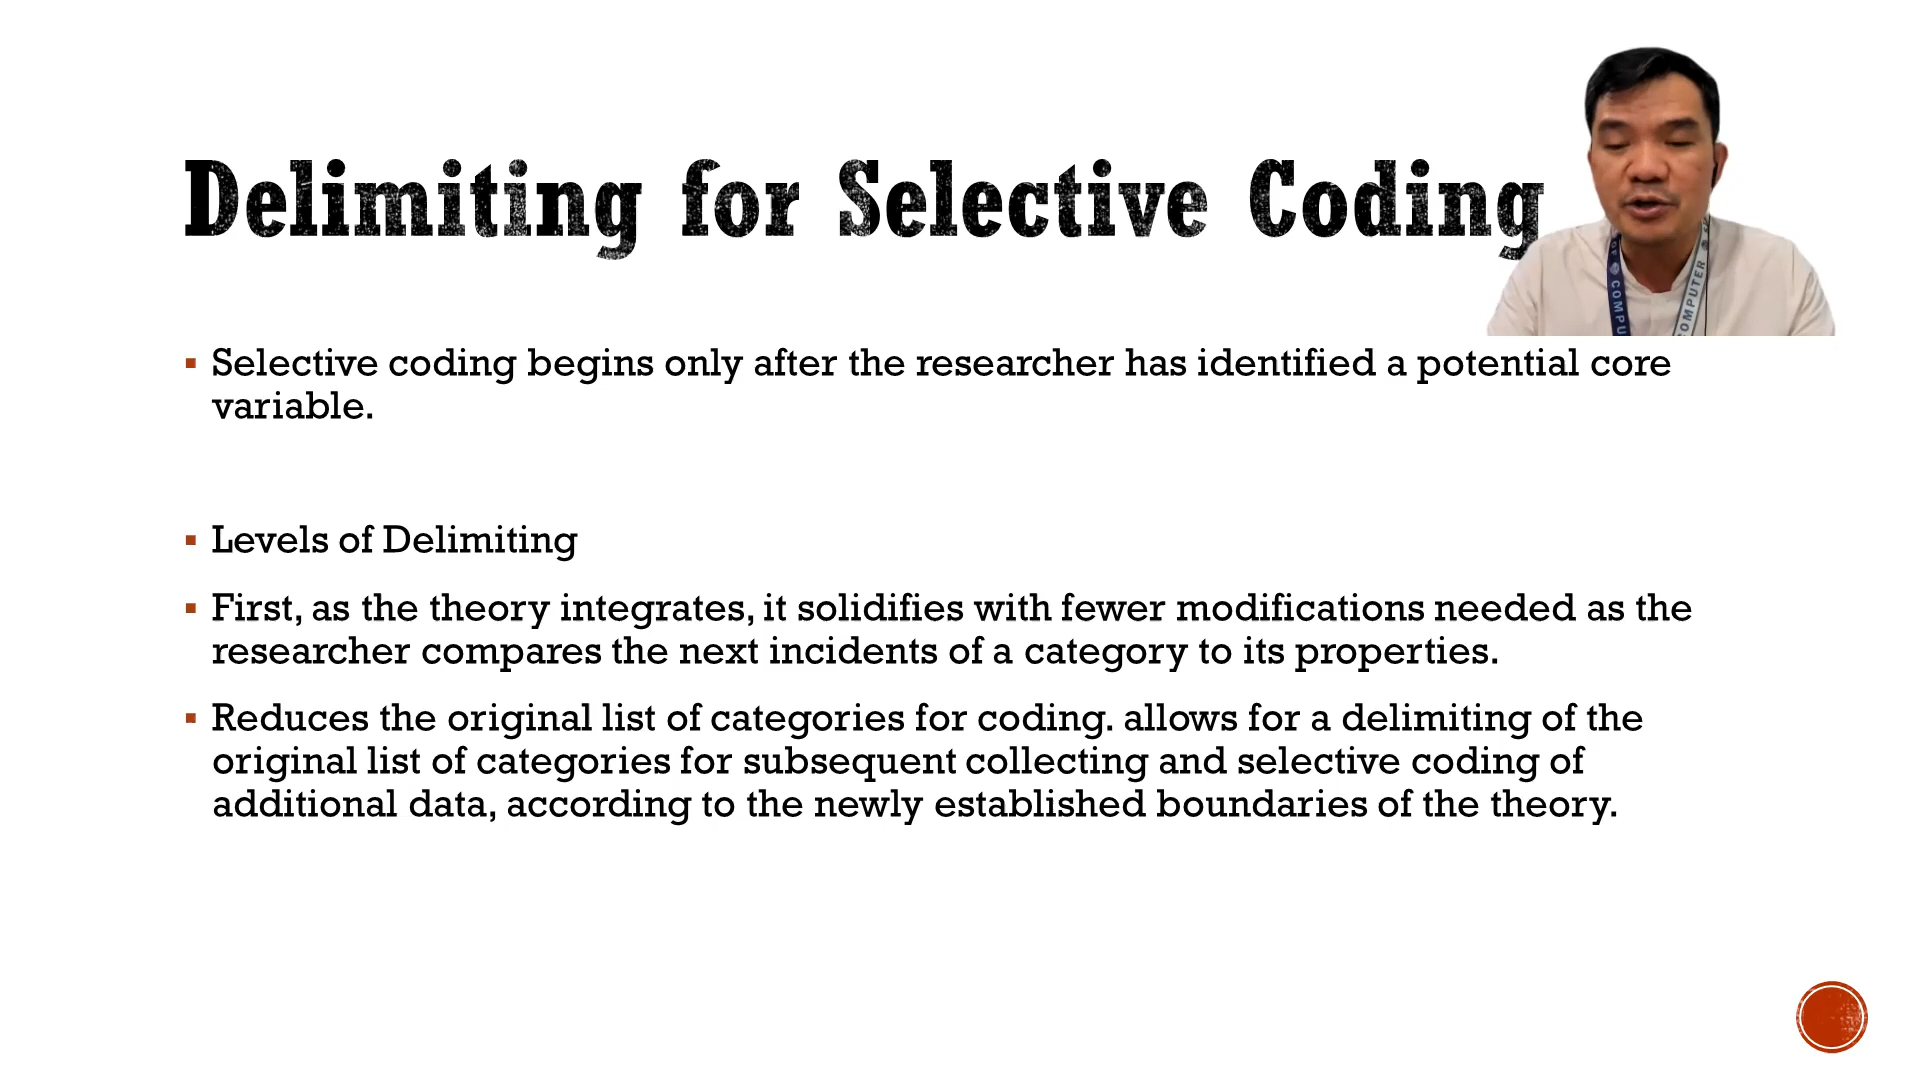 Delimiting for Selective Coding
▪ Selective coding begins only after the researcher has identified a potential core
variable.
▪ Levels of Delimiting
▪ First, as the theory integrates, it solidifies with fewer modifications needed as the
researcher compares the next incidents of a category to its properties.
▪ Reduces the original list of categories for coding. allows for a delimiting of the
original list of categories for subsequent collecting and selective coding of
additional data, according to the newly established boundaries of the theory.
COMPUTER